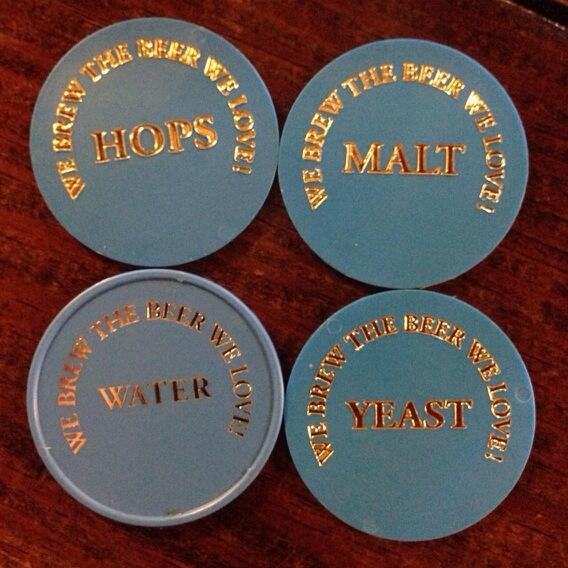 WE BREW THE BEER WE LOVE!
HOPS
WE BREW THE BEER WE LOVE!
MALT
WE BREW THE BEER WE LOVE!
WATER
WE BREW THE BEER WE LOVE!
YEAST